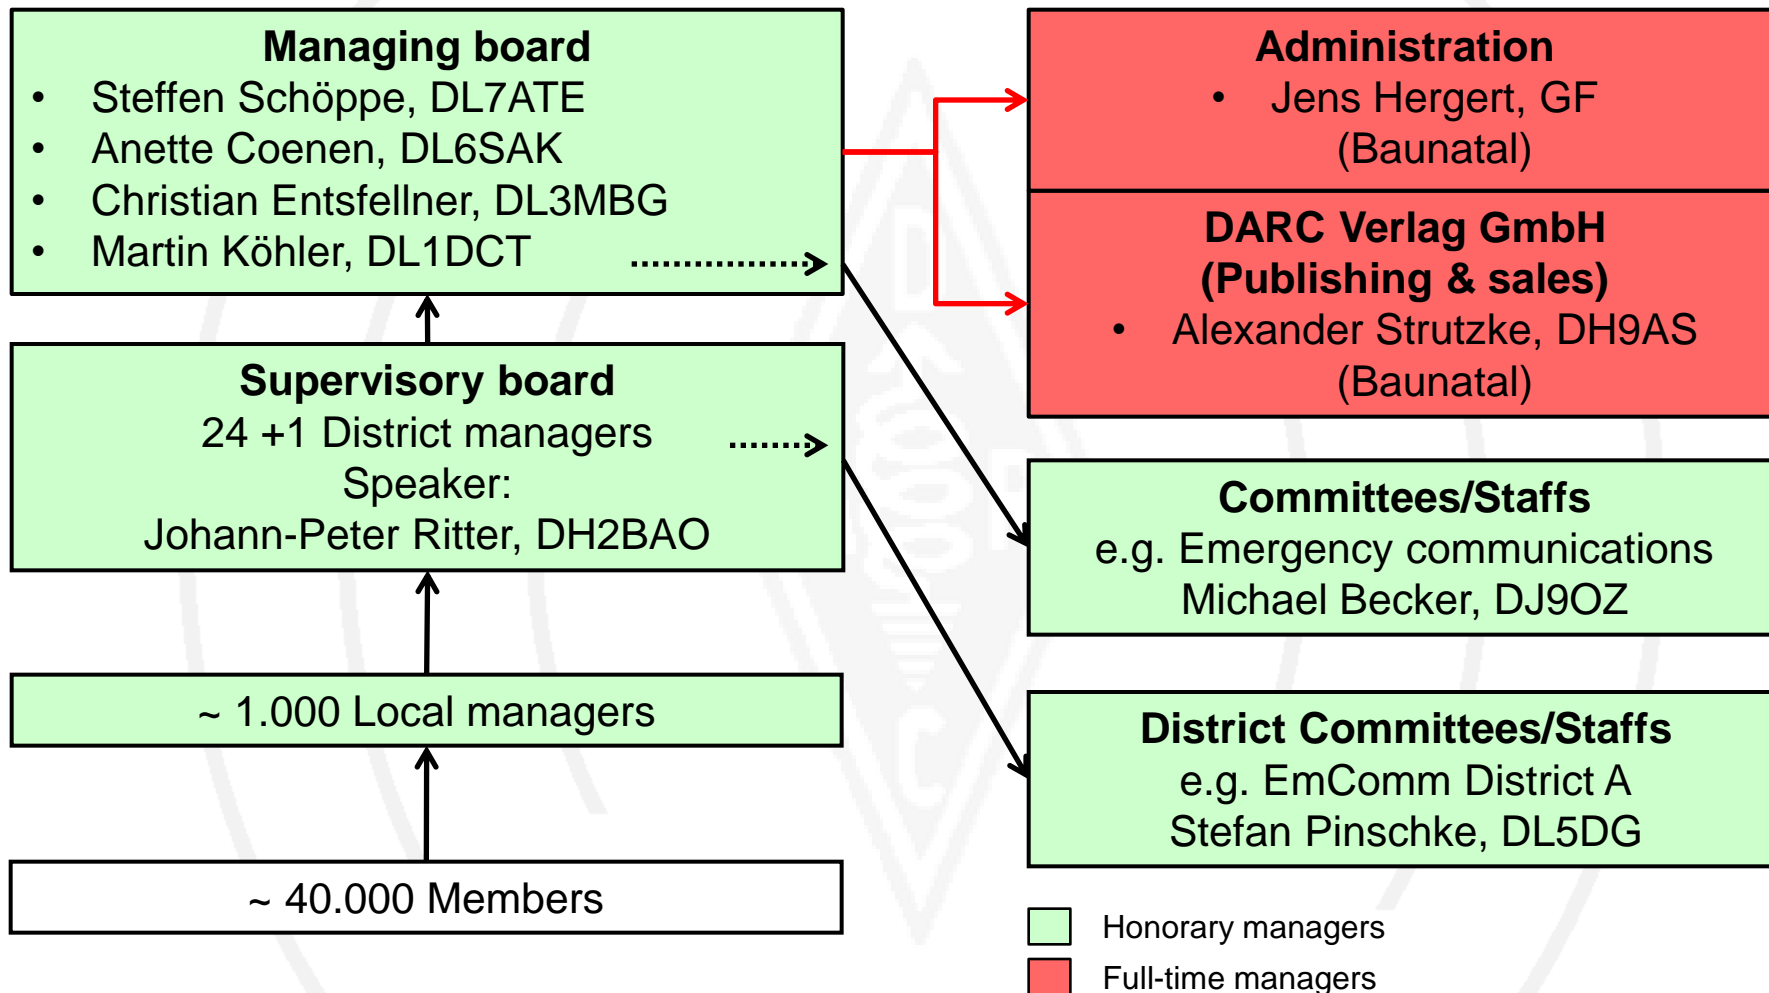 Managing board
• Steffen Schöppe, DL7ATE
• Anette Coenen, DL6SAK
• Christian Entsfellner, DL3MBG
• Martin Köhler, DL1DCT
Supervisory board
24 +1 District managers
Speaker:
Johann-Peter Ritter, DH2BAO
~ 1.000 Local managers
~ 40.000 Members
Administration
• Jens Hergert, GF
(Baunatal)
DARC Verlag GmbH
(Publishing & sales)
• Alexander Strutzke, DH9AS
(Baunatal)
Committees/Staffs
e.g. Emergency communications
Michael Becker, DJ9OZ
District Committees/Staffs
e.g. EmComm District A
Stefan Pinschke, DL5DG
Honorary managers
Full-time managers